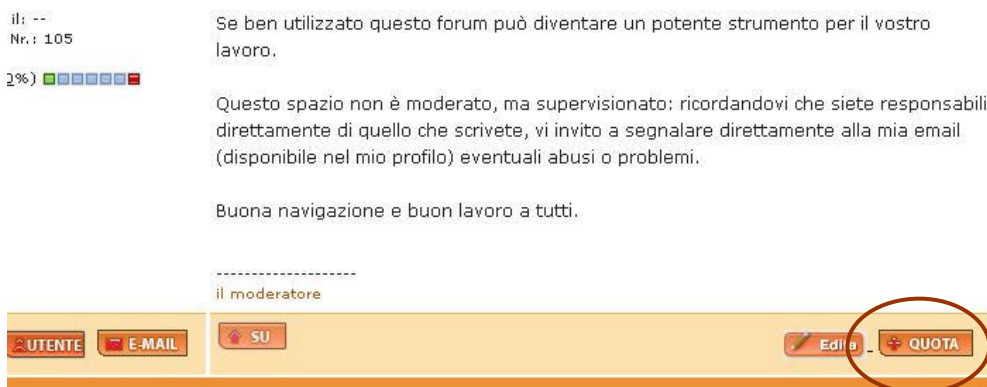 il: --
Nr.: 105
0%)
Se ben utilizzato questo forum può diventare un potente strumento per il vostro
lavoro.
Questo spazio non è moderato, ma supervisionato: ricordandovi che siete responsabili
direttamente di quello che scrivete, vi invito a segnalare direttamente alla mia email
(disponibile nel mio profilo) eventuali abusi o problemi.
Buona navigazione e buon lavoro a tutti.
--------------------
il moderatore
UTENTE E-MAIL SU Edita - QUOTA